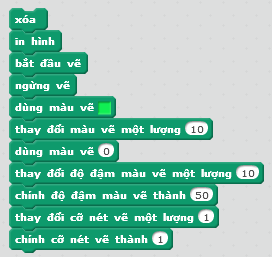 xóa
in hình
bắt đầu vẽ
ngừng vẽ
dùng màu vẽ
thay đổi màu vẽ một lượng 10
dùng màu vẽ 0
thay đổi độ đậm màu vẽ một lượng 10
chỉnh độ đậm màu vẽ thành 50
thay đổi cỡ nét vẽ một lượng 1
chỉnh cỡ nét vẽ thành 1